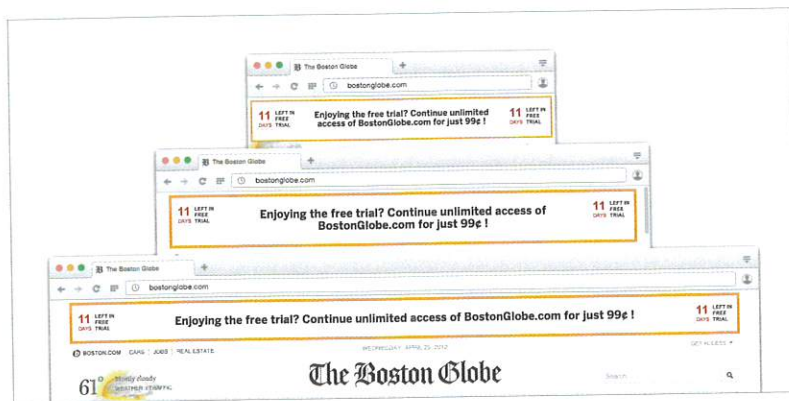 The Boston Globe
bostonglobe.com
11 LEFT IN
FREE
DAYS TRIAL
Enjoying the free trial? Continue unlimited
access of BostonGlobe.com for just 99¢ !
11 LEFT IN
FREE
DAYS TRIAL
The Boston Globe
bostonglobe.com
11 LEFT IN
FREE
DAYS TRIAL
Enjoying the free trial? Continue unlimited access of
BostonGlobe.com for just 99¢ !
11 LEFT IN
FREE
DAYS TRIAL
The Boston Globe
bostonglobe.com
11 LEFT IN
FREE
DAYS TRIAL
Enjoying the free trial? Continue unlimited access of BostonGlobe.com for just 99¢ !
11 LEFT IN
FREE
DAYS TRIAL
BOSTON.COM CARS JOBS REAL ESTATE
WEDNESDAY, APRIL 25, 2012
GET ACCESS
61°
Mostly cloudy
WEATHER TRAFFIC
The Boston Globe
Search